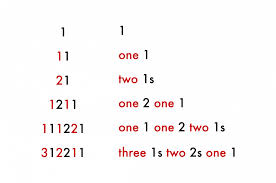 1 1
11 one 1
21 two 1s
1211 one 2 one 1
111221 one 1 one 2 two 1s
312211 three 1s two 2s one 1